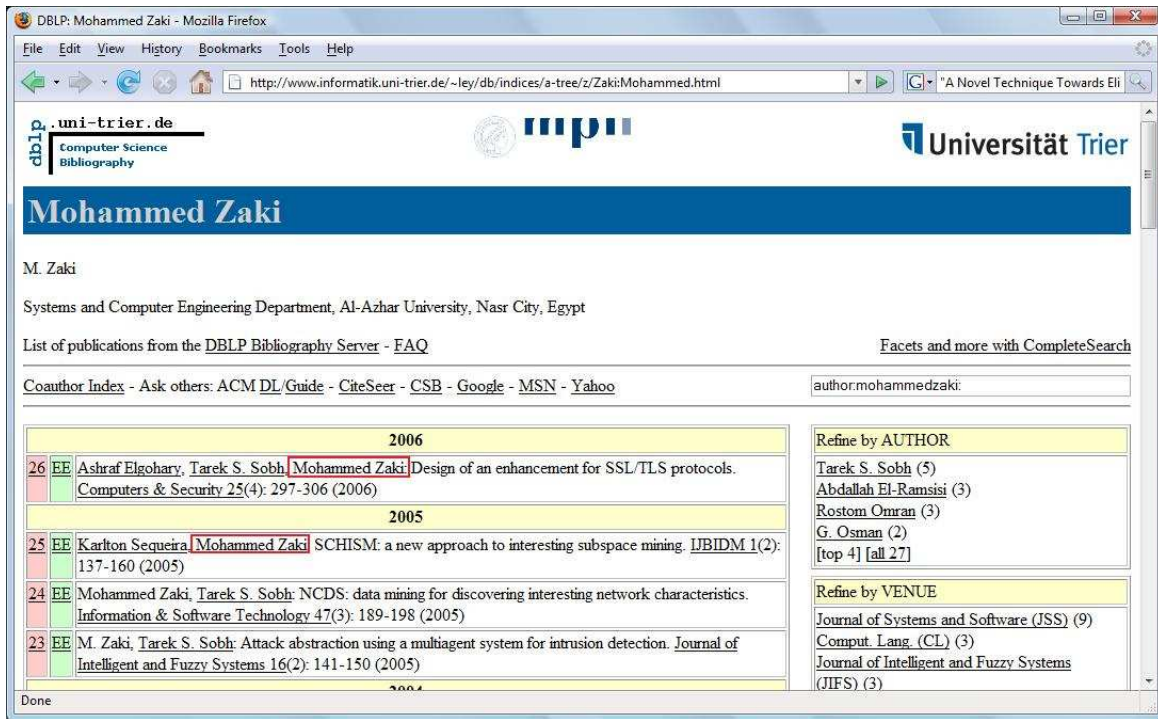 DBLP: Mohammed Zaki - Mozilla Firefox
File Edit View History Bookmarks Tools Help
http://www.informatik.uni-trier.de/~ley/db/indices/a-tree/z/Zaki:Mohammed.html
"A Novel Technique Towards Eli
dblp.uni-trier.de
Computer Science
Bibliography
mpii
Universität Trier
Mohammed Zaki
M. Zaki
Systems and Computer Engineering Department, Al-Azhar University, Nasr City, Egypt
List of publications from the DBLP Bibliography Server - FAQ
Facets and more with CompleteSearch
Coauthor Index - Ask others: ACM DL/Guide - CiteSeer - CSB - Google - MSN - Yahoo
author:mohammedzaki:
2006
26 EE Ashraf Elgohary, Tarek S. Sobh, Mohammed Zaki: Design of an enhancement for SSL/TLS protocols.
Computers & Security 25(4): 297-306 (2006)
2005
25 EE Karlton Sequeira, Mohammed Zaki SCHISM: a new approach to interesting subspace mining. IJBIDM 1(2):
137-160 (2005)
24 EE Mohammed Zaki, Tarek S. Sobh: NCDS: data mining for discovering interesting network characteristics.
Information & Software Technology 47(3): 189-198 (2005)
23 EE M. Zaki, Tarek S. Sobh: Attack abstraction using a multiagent system for intrusion detection. Journal of
Intelligent and Fuzzy Systems 16(2): 141-150 (2005)
2004
Refine by AUTHOR
Tarek S. Sobh (5)
Abdallah El-Ramsisi (3)
Rostom Omran (3)
G. Osman (2)
[top 4] [all 27]
Refine by VENUE
Journal of Systems and Software (JSS) (9)
Comput. Lang. (CL) (3)
Journal of Intelligent and Fuzzy Systems
(JIFS) (3)
Done